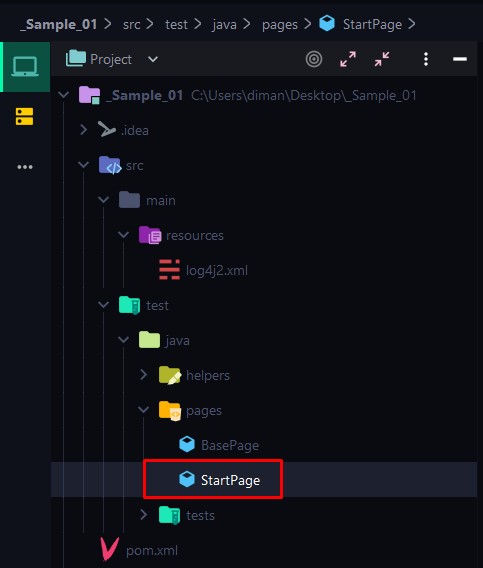 _Sample_01 > src > test > java > pages > StartPage >
Project
_Sample_01 C:\Users\diman\Desktop\_Sample_01
.idea
src
main
resources
log4j2.xml
test
java
helpers
pages
BasePage
StartPage
tests
pom.xml